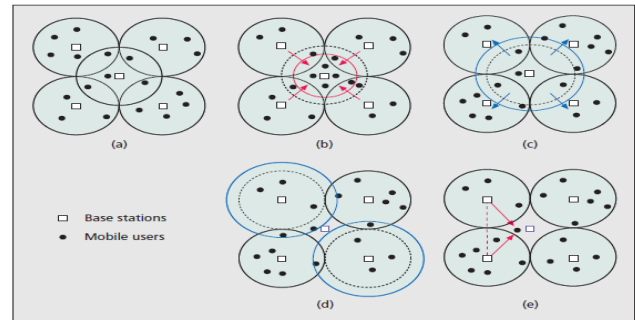 (a)
(b)
(c)
Base stations
Mobile users
(d)
(e)